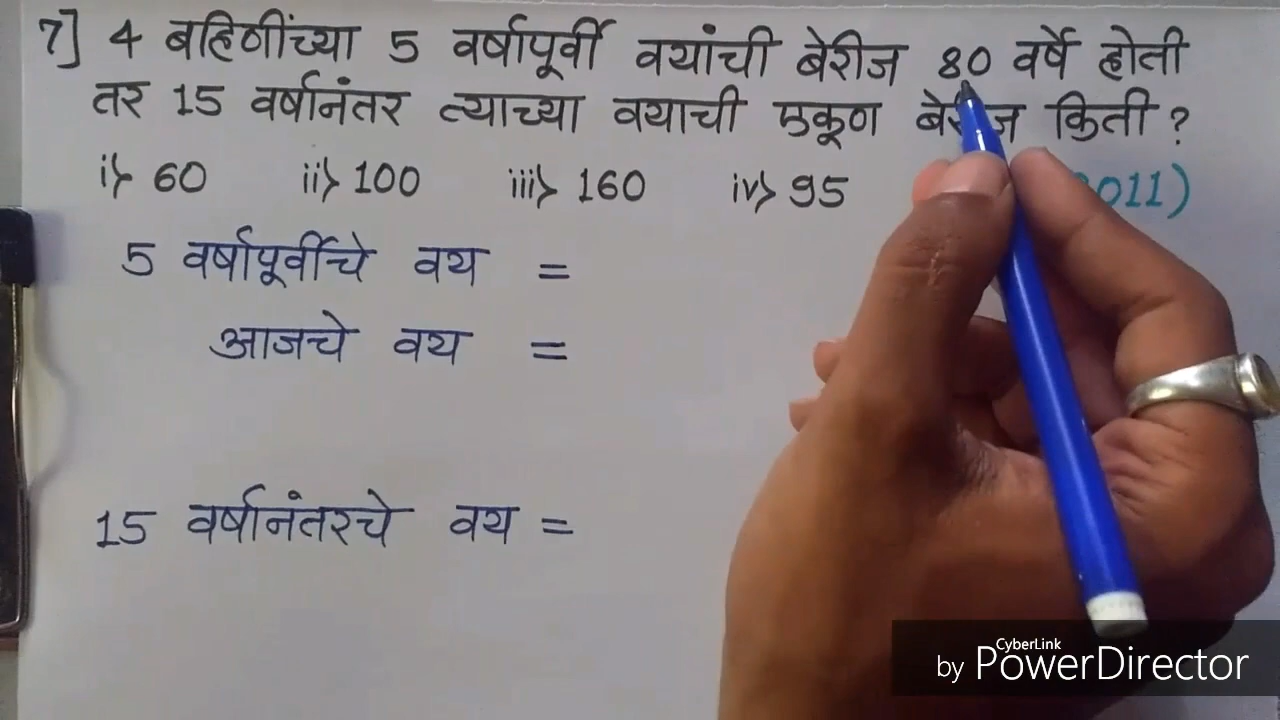 7] 4 बहिणींच्या 5 वर्षापूर्वी वयांची बेरीज 80 वर्षे होती
तर 15 वर्षानंतर त्याच्या वयाची एकूण किती ?
i> 60 ii> 100 iii> 160 iv> 95 2011)
5 वर्षापूर्वीचे वय =
आजचे वय =
15 वर्षानंतरचे वय =
CyberLink
by PowerDirector